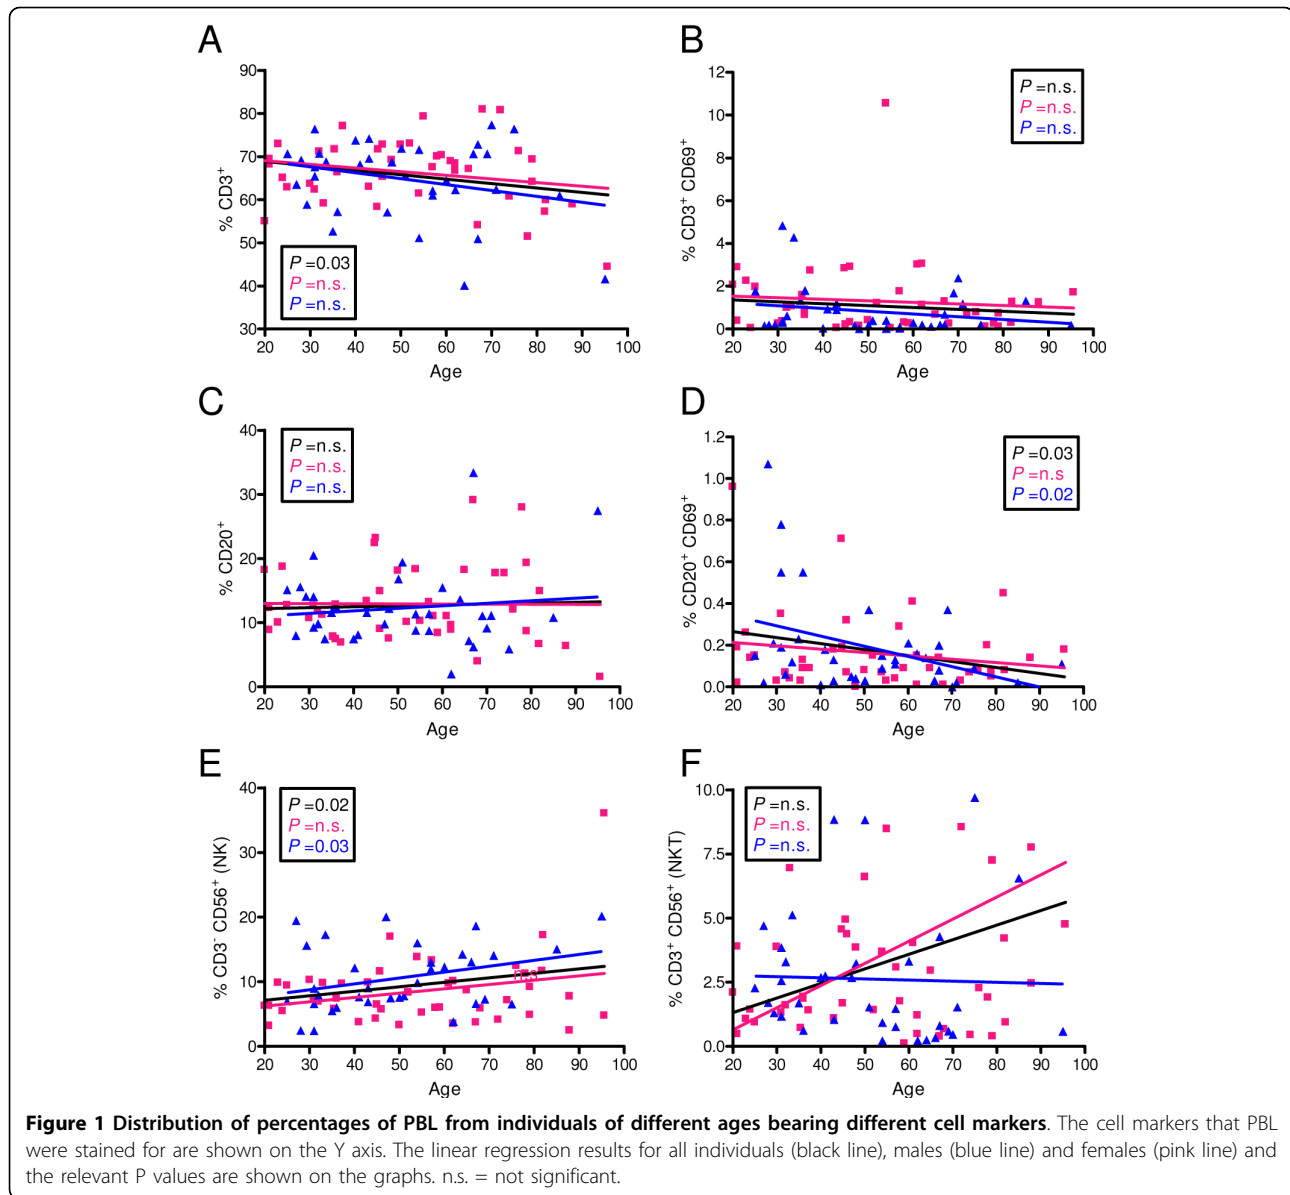 A
90
80
70
60
50
40
30
% CD3+
P=0.03
P=n.s.
P=n.s.
20 30 40 50 60 70 80 90 100
Age
B
12
10
8
6
4
2
0
% CD3+ CD69+
P=n.s.
P=n.s.
P=n.s.
20 30 40 50 60 70 80 90 100
Age
C
40
30
20
10
0
% CD20+
P=n.s.
P=n.s.
P=n.s.
20 30 40 50 60 70 80 90 100
Age
D
1.2
1.0
0.8
0.6
0.4
0.2
0.0
% CD20+ CD69+
P=0.03
P=n.s
P=0.02
20 30 40 50 60 70 80 90 100
Age
E
40
30
20
10
0
% CD3- CD56+ (NK)
P=0.02
P=n.s.
P=0.03
n.s
20 30 40 50 60 70 80 90 100
Age
F
10.0
7.5
5.0
2.5
0.0
% CD3+ CD56+ (NKT)
P=n.s.
P=n.s.
P=n.s.
20 30 40 50 60 70 80 90 100
Age
Figure 1 Distribution of percentages of PBL from individuals of different ages bearing different cell markers. The cell markers that PBL
were stained for are shown on the Y axis. The linear regression results for all individuals (black line), males (blue line) and females (pink line) and
the relevant P values are shown on the graphs. n.s. = not significant.